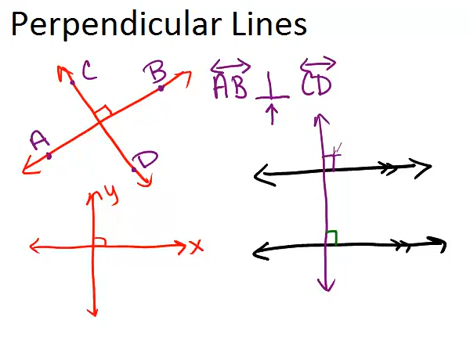 Perpendicular Lines
C
B
AB ⊥ CD
A
D
y
x